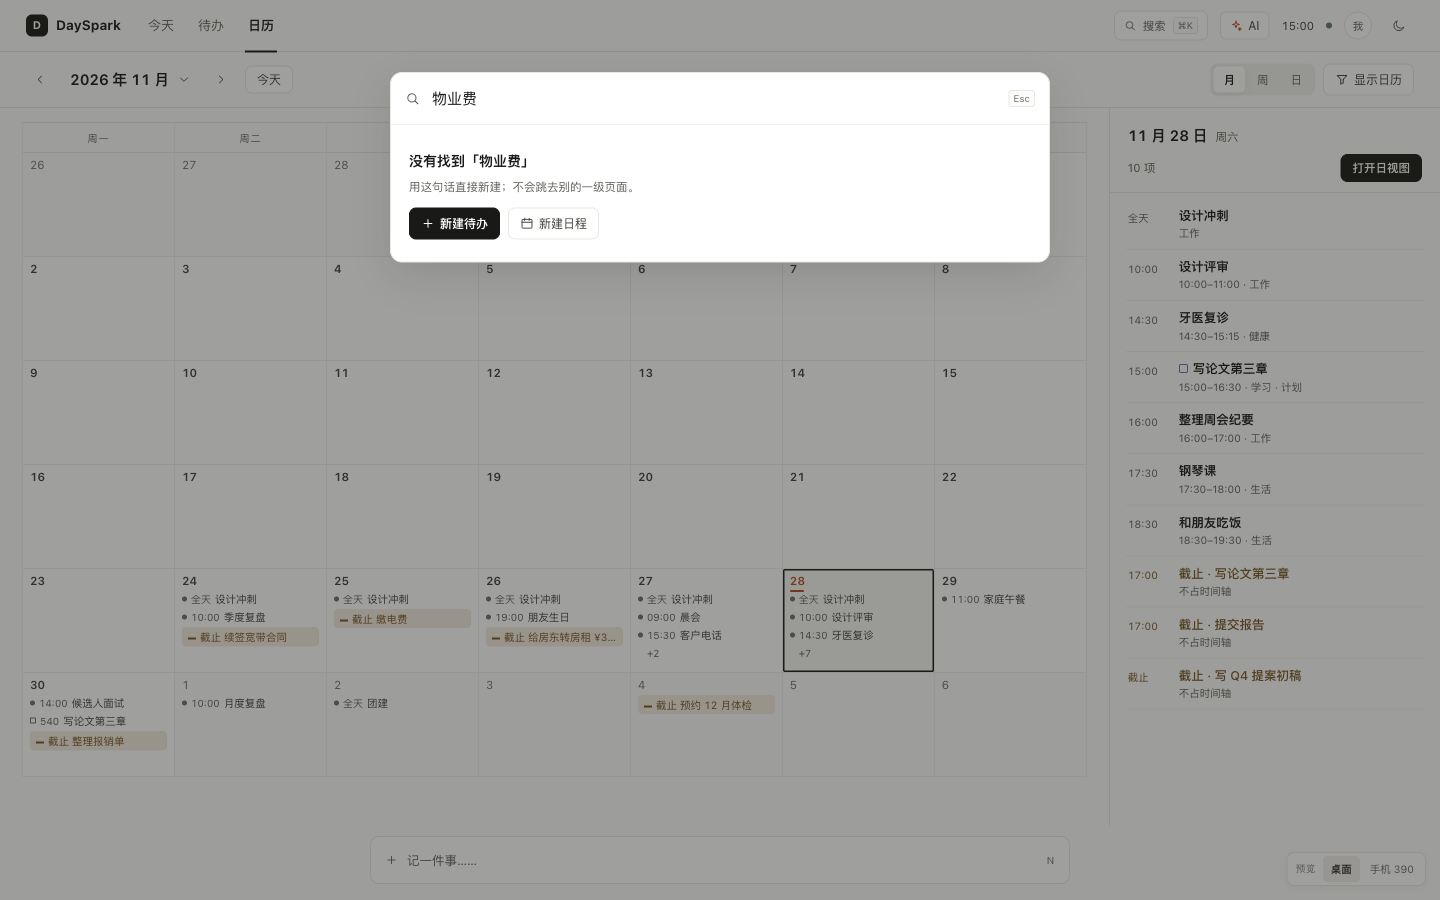 D DaySpark 今天 待办 日历 搜索 ⌘K AI 15:00 我
2026 年 11 月 今天 月 周 日 显示日历
物业费 Esc
没有找到「物业费」
用这句话直接新建；不会跳去别的一级页面。
+ 新建待办 新建日程
周一 周二
26 27 28
2 3 4 5 6 7 8
9 10 11 12 13 14 15
16 17 18 19 20 21 22
23
24
全天 设计冲刺
10:00 季度复盘
截止 续签宽带合同
25
全天 设计冲刺
截止 缴电费
26
全天 设计冲刺
19:00 朋友生日
截止 给房东转房租 ¥3...
27
全天 设计冲刺
09:00 晨会
15:30 客户电话
+2
28
全天 设计冲刺
10:00 设计评审
14:30 牙医复诊
+7
29
11:00 家庭午餐
30
14:00 候选人面试
540 写论文第三章
截止 整理报销单
1
10:00 月度复盘
2
全天 团建
3
4
截止 预约 12 月体检
5
6
11 月 28 日 周六
10 项 打开日视图
全天 设计冲刺
工作
10:00 设计评审
10:00–11:00 · 工作
14:30 牙医复诊
14:30–15:15 · 健康
15:00 写论文第三章
15:00–16:30 · 学习 · 计划
16:00 整理周会纪要
16:00–17:00 · 工作
17:30 钢琴课
17:30–18:00 · 生活
18:30 和朋友吃饭
18:30–19:30 · 生活
17:00 截止 · 写论文第三章
不占时间轴
17:00 截止 · 提交报告
不占时间轴
截止 截止 · 写 Q4 提案初稿
不占时间轴
+ 记一件事…… N
预览 桌面 手机 390